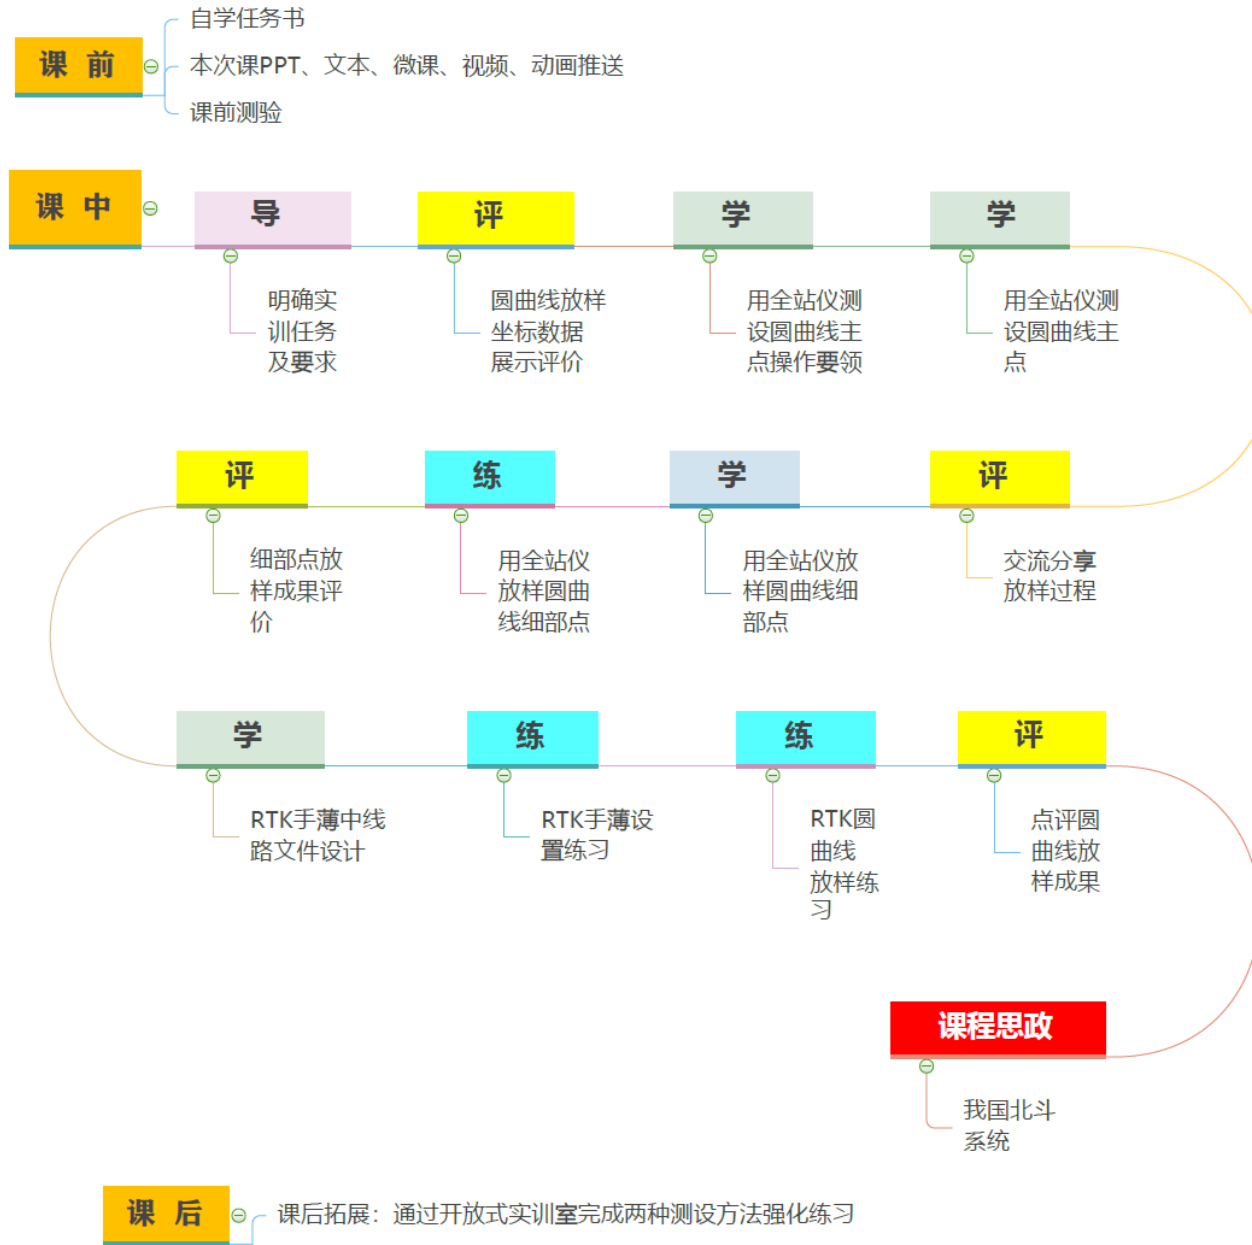 自学任务书
课 前
本次课PPT、文本、微课、视频、动画推送
课前测验
课 中
导
明确实
训任务
及要求
评
圆曲线放样
坐标数据
展示评价
学
用全站仪测
设圆曲线主
点操作要领
学
用全站仪测
设圆曲线主
点
评
交流分享
放样过程
学
用全站仪放
样圆曲线细
部点
练
用全站仪
放样圆曲
线细部点
评
细部点放
样成果评
价
学
RTK手薄中线
路文件设计
练
RTK手薄设
置练习
练
RTK圆
曲线
放样练
习
评
点评圆
曲线放
样成果
课程思政
我国北斗
系统
课 后
课后拓展：通过开放式实训室完成两种测设方法强化练习